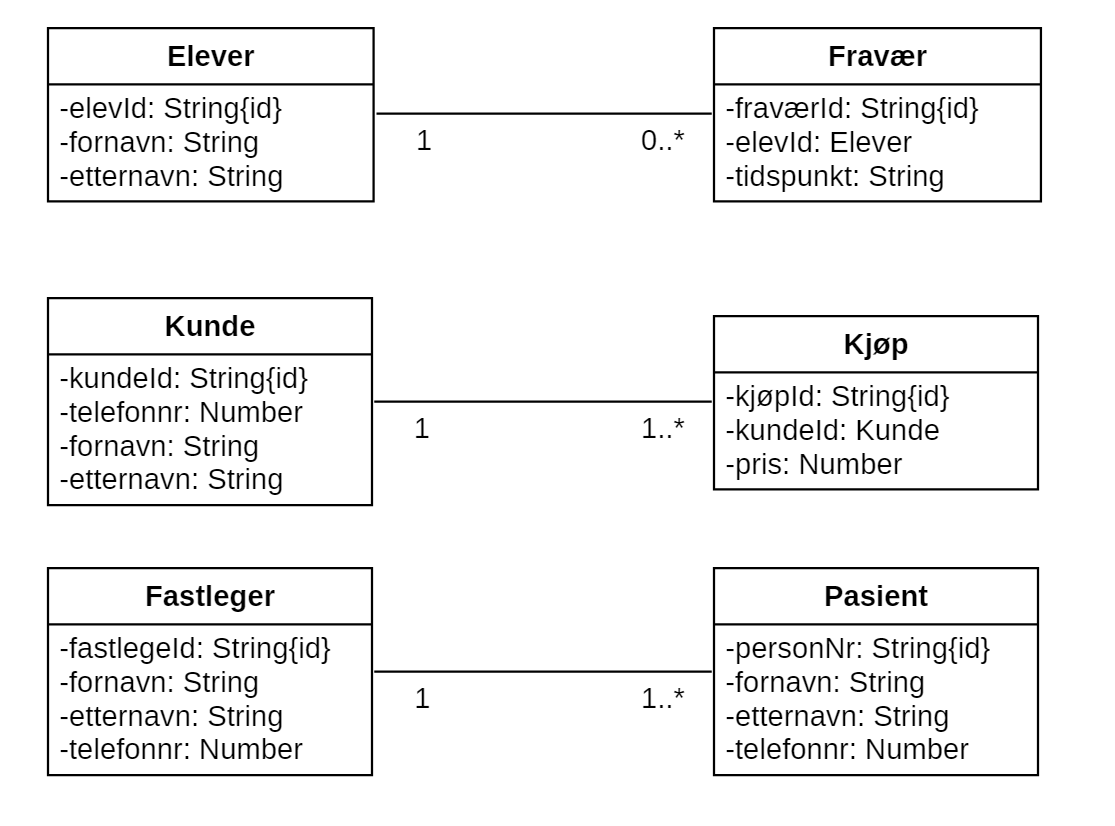 Elever
-elevId: String{id}
-fornavn: String
-etternavn: String
1
0..*
Fravær
-fraværId: String{id}
-elevId: Elever
-tidspunkt: String
Kunde
-kundeId: String{id}
-telefonnr: Number
-fornavn: String
-etternavn: String
1
1..*
Kjøp
-kjøpId: String{id}
-kundeId: Kunde
-pris: Number
Fastleger
-fastlegeId: String{id}
-fornavn: String
-etternavn: String
-telefonnr: Number
1
1..*
Pasient
-personNr: String{id}
-fornavn: String
-etternavn: String
-telefonnr: Number